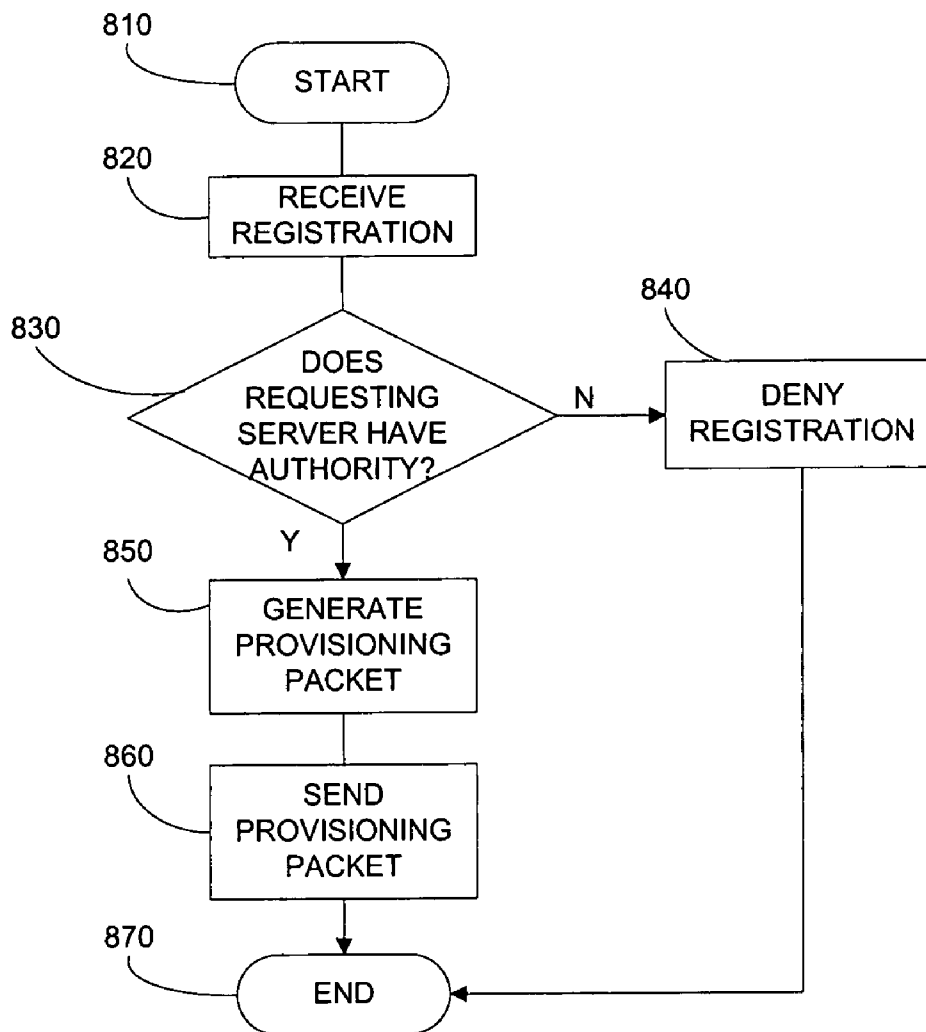 810
START
820
RECEIVE
REGISTRATION
830
DOES
REQUESTING
SERVER HAVE
AUTHORITY?
N
840
DENY
REGISTRATION
Y
850
GENERATE
PROVISIONING
PACKET
860
SEND
PROVISIONING
PACKET
870
END